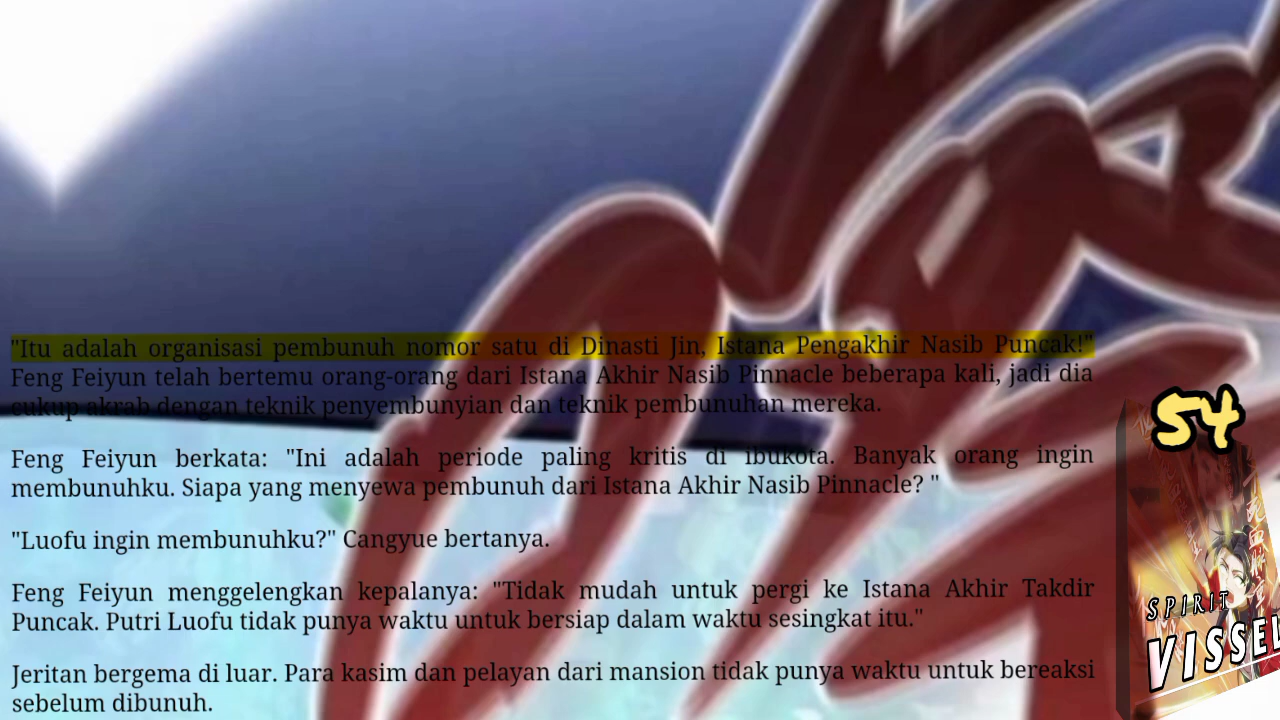 "Itu adalah organisasi pembunuh nomor satu di Dinasti Jin, Istana Pengakhir Nasib Puncak!"
Feng Feiyun telah bertemu orang-orang dari Istana Akhir Nasib Pinnacle beberapa kali, jadi dia
cukup akrab dengan teknik penyembunyian dan teknik pembunuhan mereka.
Feng Feiyun berkata: "Ini adalah periode paling kritis di ibukota. Banyak orang ingin
membunuhku. Siapa yang menyewa pembunuh dari Istana Akhir Nasib Pinnacle? "
"Luofu ingin membunuhku?" Cangyue bertanya.
Feng Feiyun menggelengkan kepalanya: "Tidak mudah untuk pergi ke Istana Akhir Takdir
Puncak. Putri Luofu tidak punya waktu untuk bersiap dalam waktu sesingkat itu."
Jeritan bergema di luar. Para kasim dan pelayan dari mansion tidak punya waktu untuk bereaksi
sebelum dibunuh.
54
SPIRIT
VISSEL